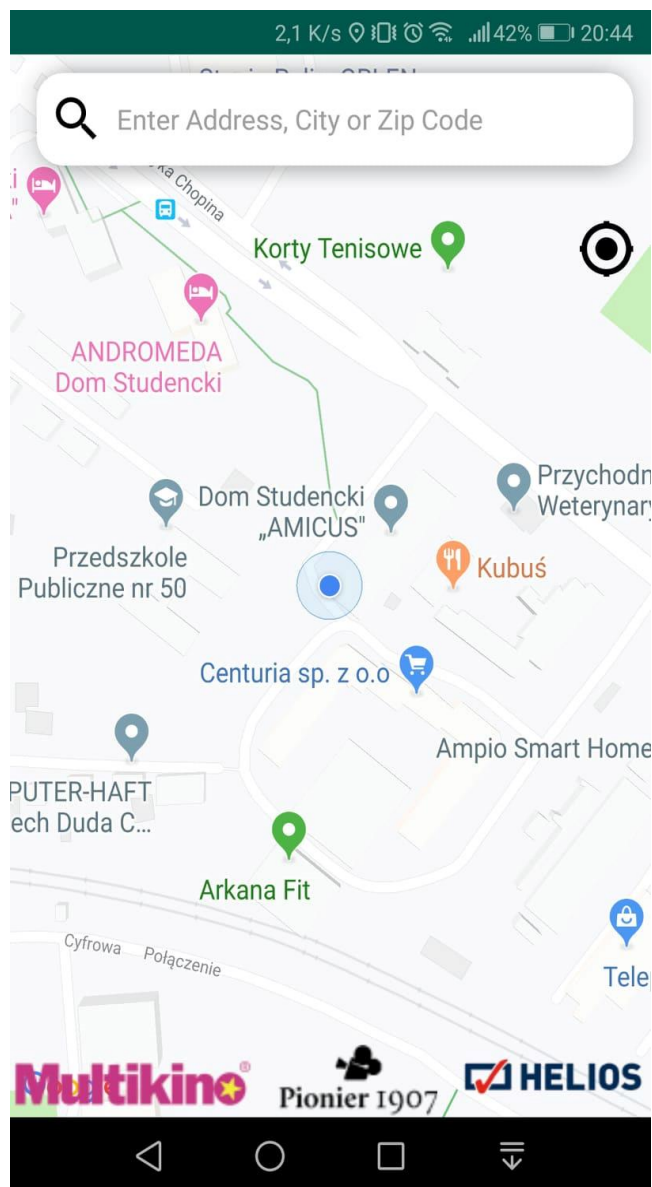 2,1 K/s 42% 20:44
Enter Address, City or Zip Code
Chopina
Korty Tenisowe
ANDROMEDA
Dom Studencki
Przychodn
Weterynary
Dom Studencki
„AMICUS"
Przedszkole
Publiczne nr 50
Kubuś
Centuria sp. z o.o
Ampio Smart Home
PUTER-HAFT
ech Duda C...
Arkana Fit
Cyfrowa Połączenie
Tele
Multikino®
Pionier 1907
HELIOS